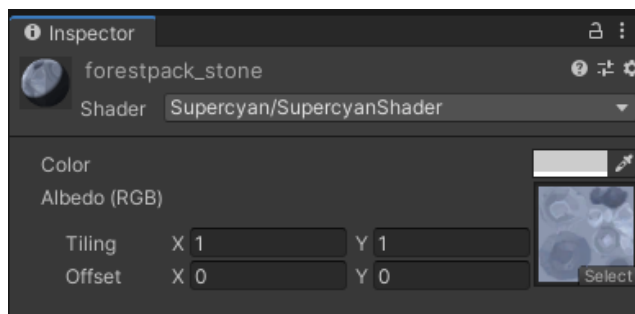 Inspector
forestpack_stone
Shader Supercyan/SupercyanShader
Color
Albedo (RGB)
Tiling X 1 Y 1
Offset X 0 Y 0
Select